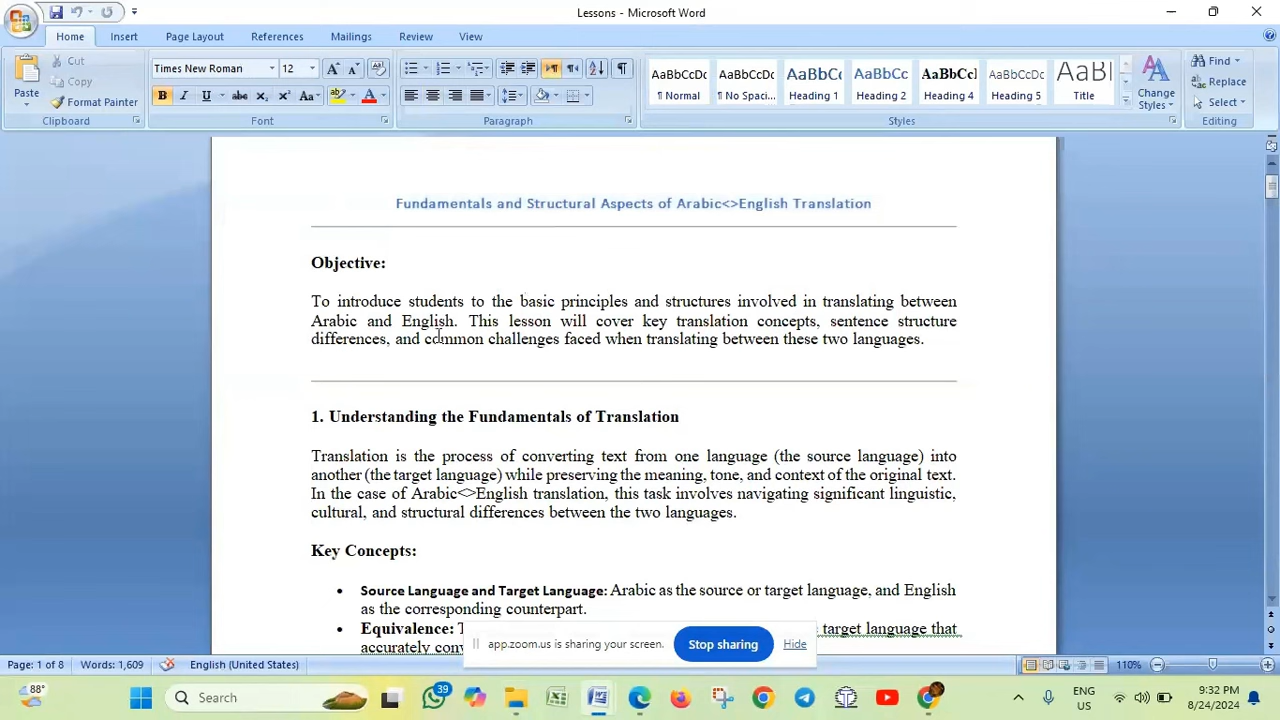 Lessons - Microsoft Word
Home Insert Page Layout References Mailings Review View
Paste
Cut
Copy
Format Painter
Clipboard
Times New Roman 12
Font
Paragraph
AaBbCcDc AaBbCcDc AaBbC AaBbCc AaBbCcI AaBbCcDc AaBl
¶ Normal ¶ No Spaci... Heading 1 Heading 2 Heading 4 Heading 5 Title
Change
Styles
Styles
Find
Replace
Select
Editing
Fundamentals and Structural Aspects of Arabic<>English Translation
Objective:
To introduce students to the basic principles and structures involved in translating between
Arabic and English. This lesson will cover key translation concepts, sentence structure
differences, and common challenges faced when translating between these two languages.
1. Understanding the Fundamentals of Translation
Translation is the process of converting text from one language (the source language) into
another (the target language) while preserving the meaning, tone, and context of the original text.
In the case of Arabic<>English translation, this task involves navigating significant linguistic,
cultural, and structural differences between the two languages.
Key Concepts:
• Source Language and Target Language: Arabic as the source or target language, and English
as the corresponding counterpart.
• Equivalence: target language that
accurately
app.zoom.us is sharing your screen. Stop sharing Hide
Page: 1 of 8 Words: 1,609 English (United States) 110%
88° Search 39 ENG US 9:32 PM 8/24/2024